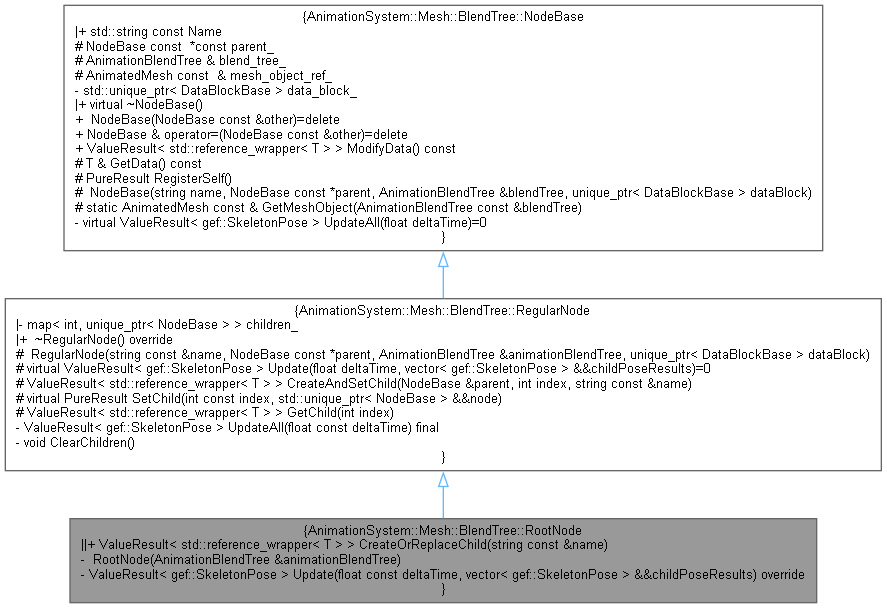 {AnimationSystem::Mesh::BlendTree::NodeBase
|+ std::string const Name
# NodeBase const  *const parent_
# AnimationBlendTree & blend_tree_
# AnimatedMesh const  & mesh_object_ref_
- std::unique_ptr< DataBlockBase > data_block_
|+ virtual ~NodeBase()
+  NodeBase(NodeBase const &other)=delete
+ NodeBase & operator=(NodeBase const &other)=delete
+ ValueResult< std::reference_wrapper< T > > ModifyData() const
# T & GetData() const
# PureResult RegisterSelf()
#  NodeBase(string name, NodeBase const *parent, AnimationBlendTree &blendTree, unique_ptr< DataBlockBase > dataBlock)
# static AnimatedMesh const & GetMeshObject(AnimationBlendTree const &blendTree)
- virtual ValueResult< gef::SkeletonPose > UpdateAll(float deltaTime)=0
}
{AnimationSystem::Mesh::BlendTree::RegularNode
|- map< int, unique_ptr< NodeBase > > children_
|+  ~RegularNode() override
#  RegularNode(string const &name, NodeBase const *parent, AnimationBlendTree &animationBlendTree, unique_ptr< DataBlockBase > dataBlock)
# virtual ValueResult< gef::SkeletonPose > Update(float deltaTime, vector< gef::SkeletonPose > &&childPoseResults)=0
# ValueResult< std::reference_wrapper< T > > CreateAndSetChild(NodeBase &parent, int index, string const &name)
# virtual PureResult SetChild(int const index, std::unique_ptr< NodeBase > &&node)
# ValueResult< std::reference_wrapper< T > > GetChild(int index)
- ValueResult< gef::SkeletonPose > UpdateAll(float const deltaTime) final
- void ClearChildren()
}
{AnimationSystem::Mesh::BlendTree::RootNode
||+ ValueResult< std::reference_wrapper< T > > CreateOrReplaceChild(string const &name)
-  RootNode(AnimationBlendTree &animationBlendTree)
- ValueResult< gef::SkeletonPose > Update(float const deltaTime, vector< gef::SkeletonPose > &&childPoseResults) override
}